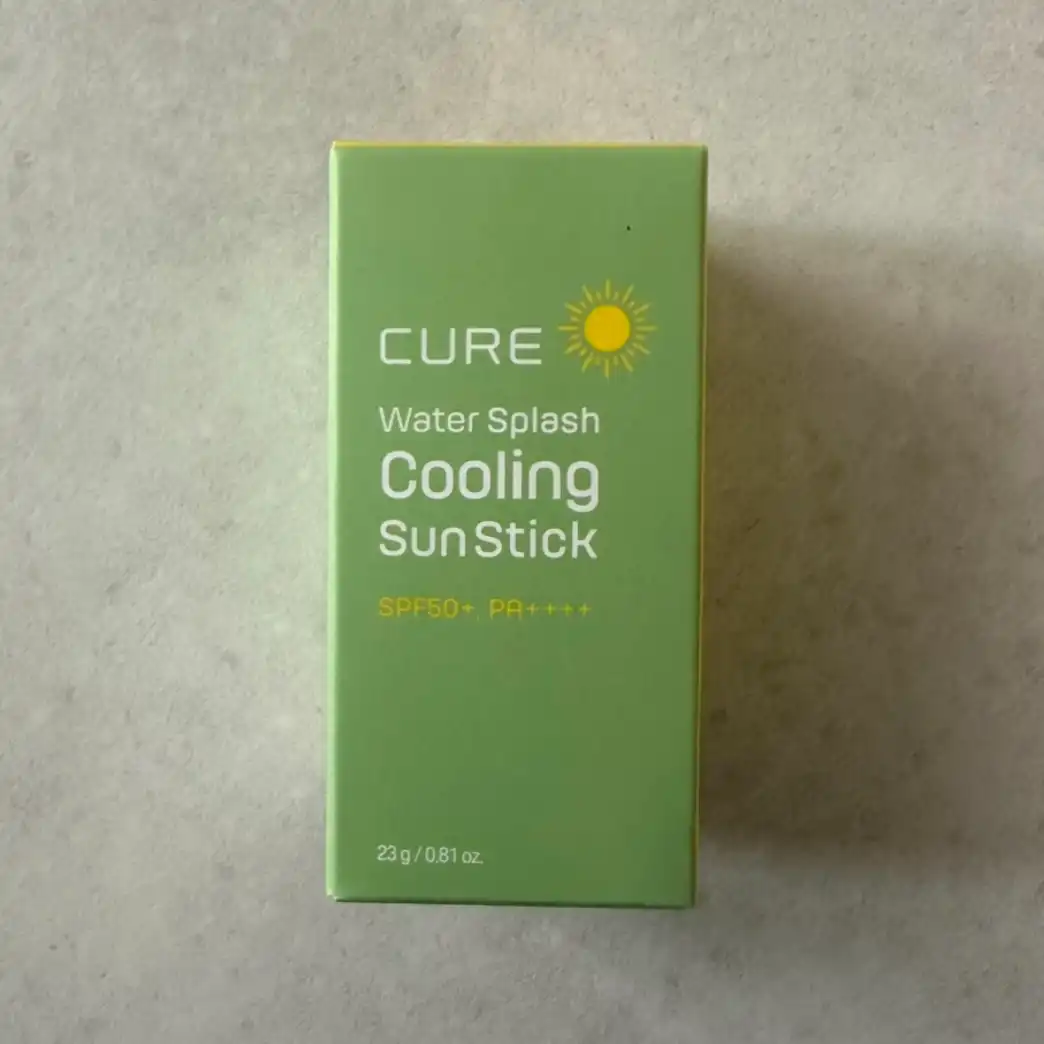 CURE
Water Splash
Cooling
Sun Stick
SPF50+, PA++++
23 g / 0.81 oz.